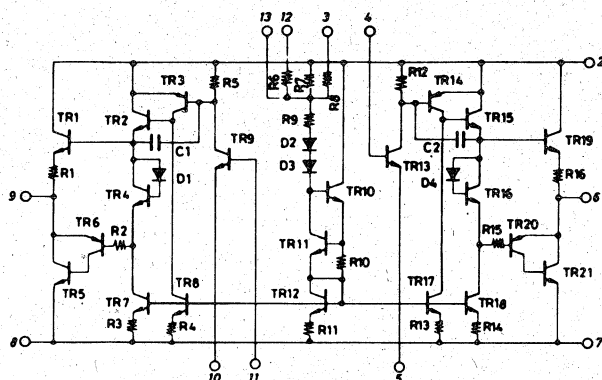 13 12 3 4
R6 R7 R8
2
TR3 R5 R12 TR14
TR1 TR2 R9 TR15 TR19
C1 TR9 D2 C2
D3 TR13
R1 TR4 D1 TR10 D4 TR16 R16
9 6
TR6 R2 TR11 R15 TR20
R10
TR5 TR8 TR17 TR21
TR7 TR12 TR18
R3 R4 R11 R13 R14
8 7
10 11 5